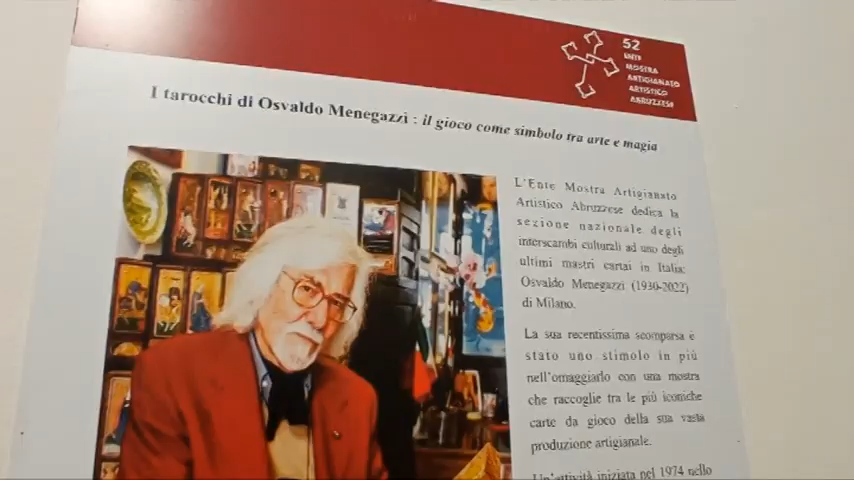 52
ENTE
MOSTRA
ARTIGIANATO
ARTISTICO
ABRUZZESE
I tarocchi di Osvaldo Menegazzi : il gioco come simbolo tra arte e magia
L'Ente Mostra Artigianato
Artistico Abruzzese dedica la
sezione nazionale degli
interscambi culturali ad uno degli
ultimi mastri cartai in Italia:
Osvaldo Menegazzi (1930-2022)
di Milano.
La sua recentissima scomparsa è
stato uno stimolo in più
nell'omaggiarlo con una mostra
che raccoglie tra le più iconiche
carte da gioco della sua vasta
produzione artigianale.
Un'attività iniziata nel 1974 nello